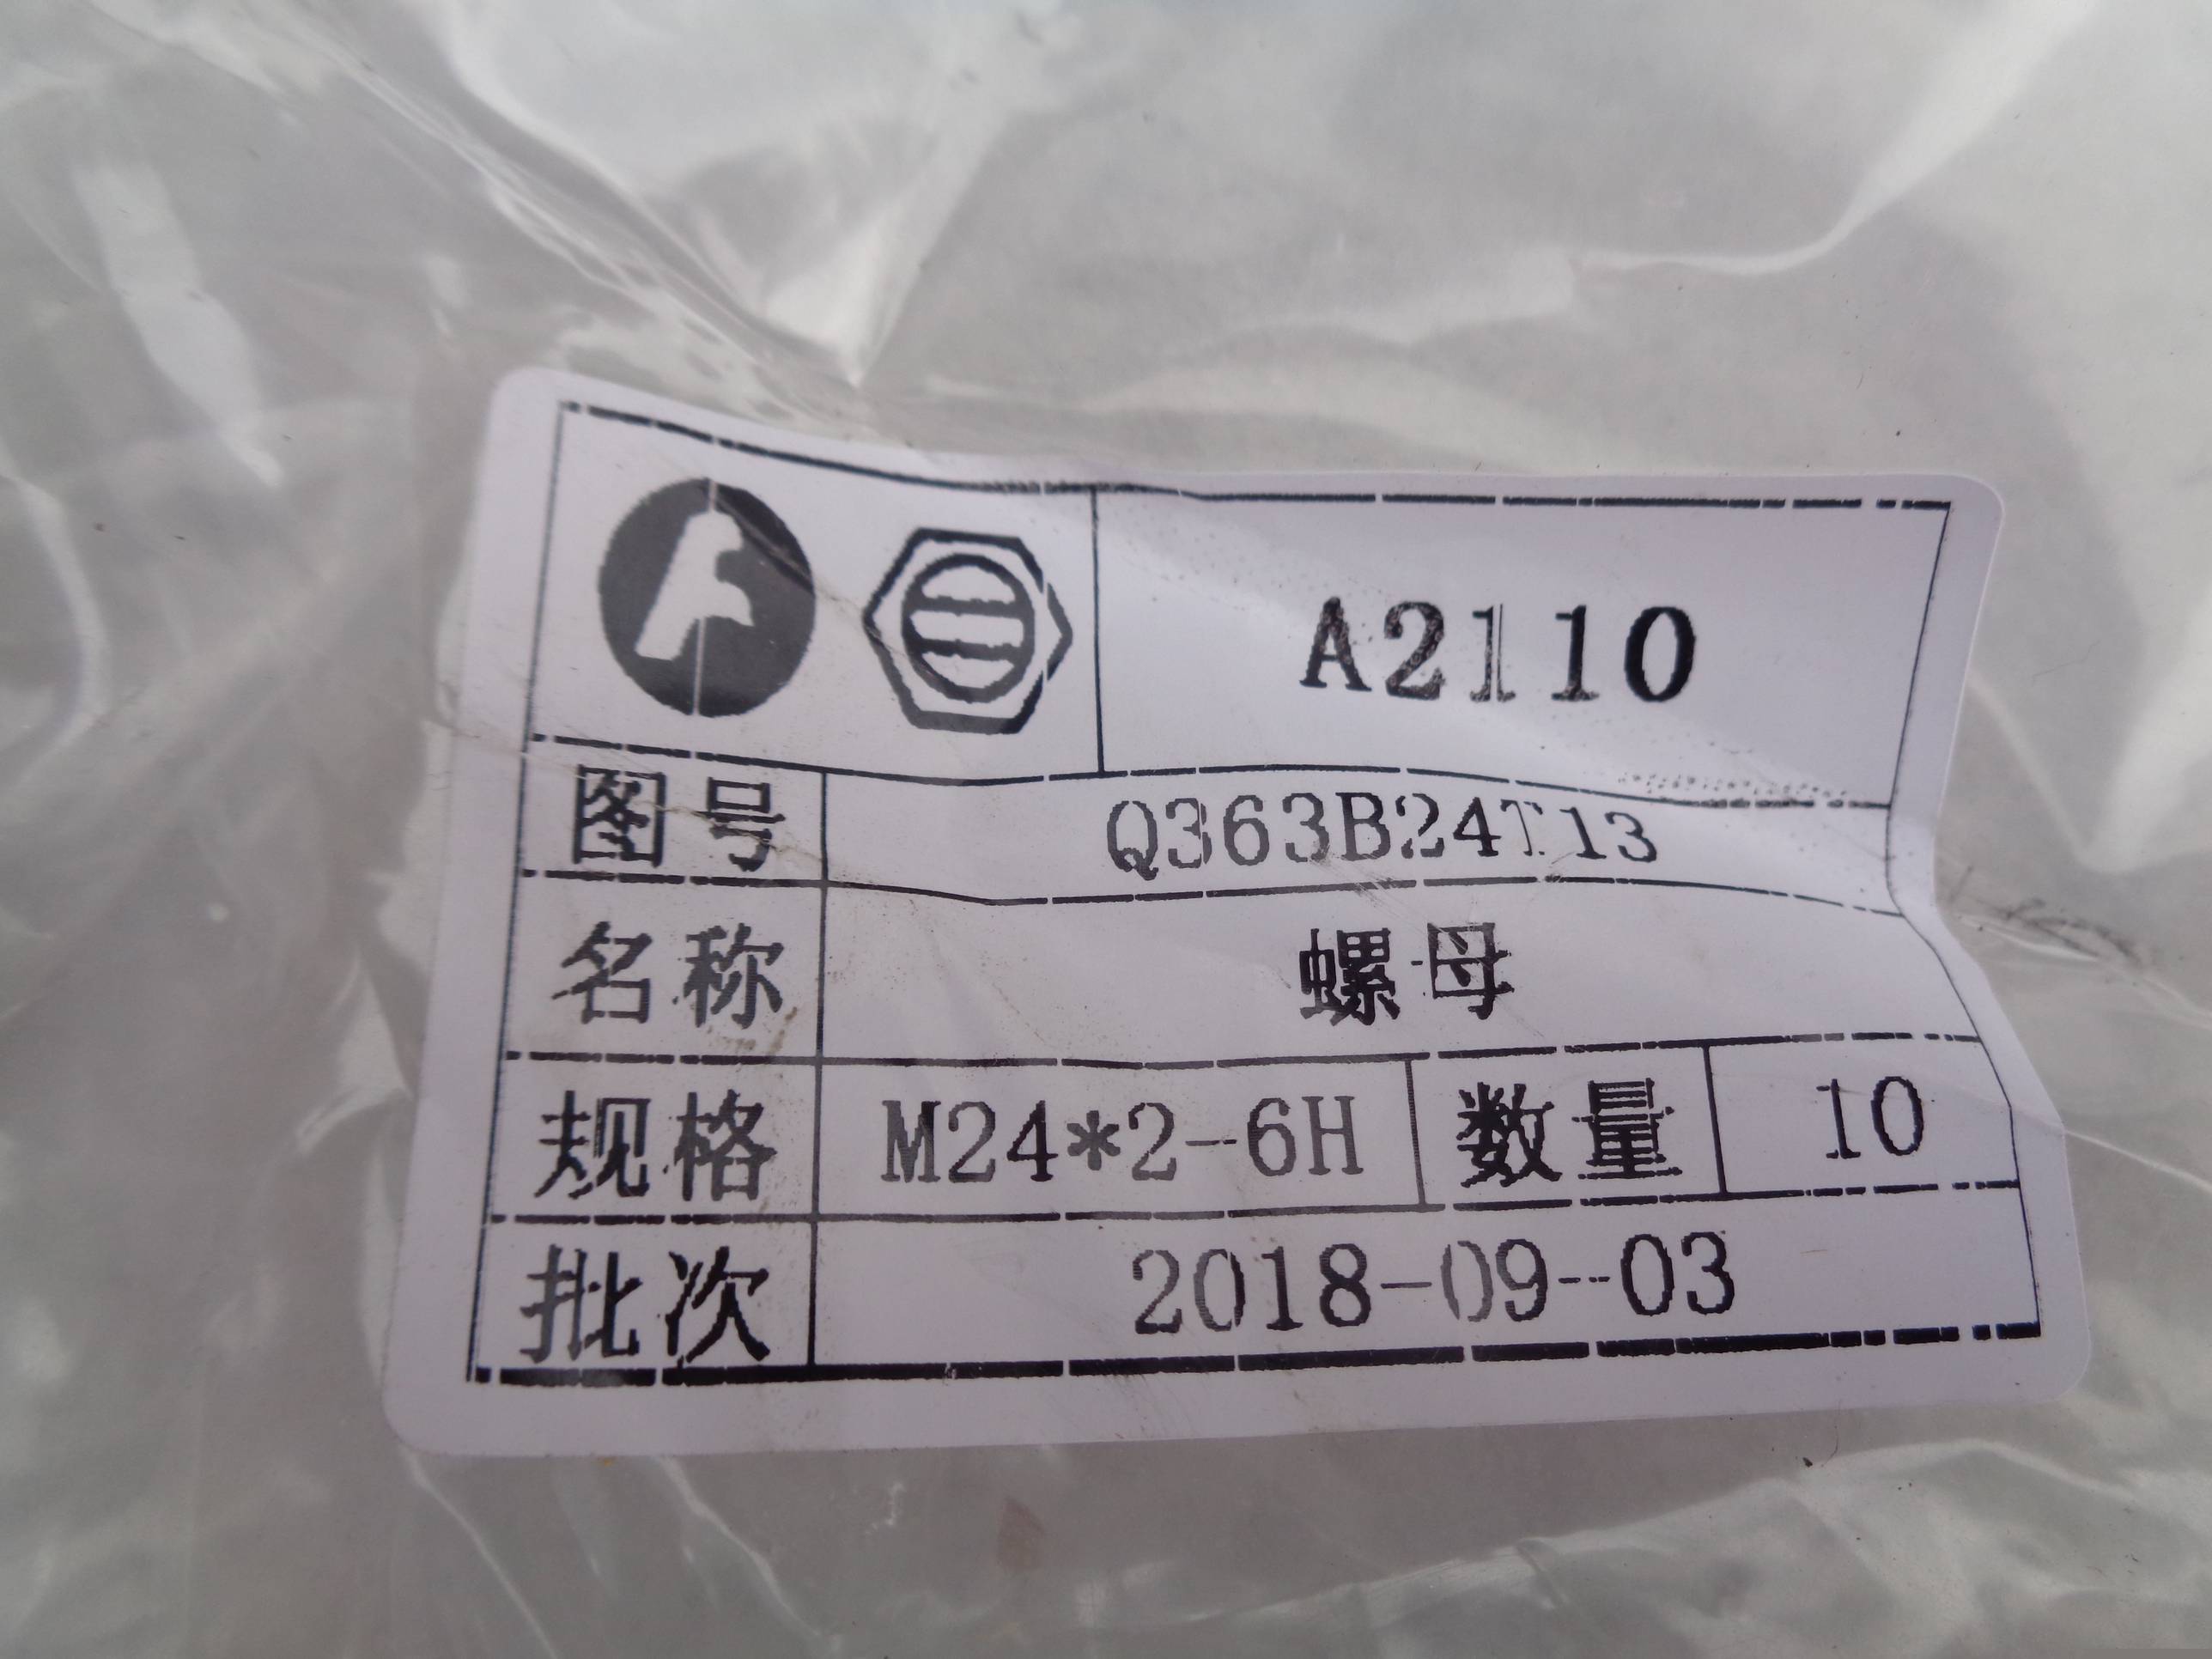 A2110
图号 Q363B24T13
名称 螺母
规格 M24*2-6H 数量 10
批次 2018-09-03